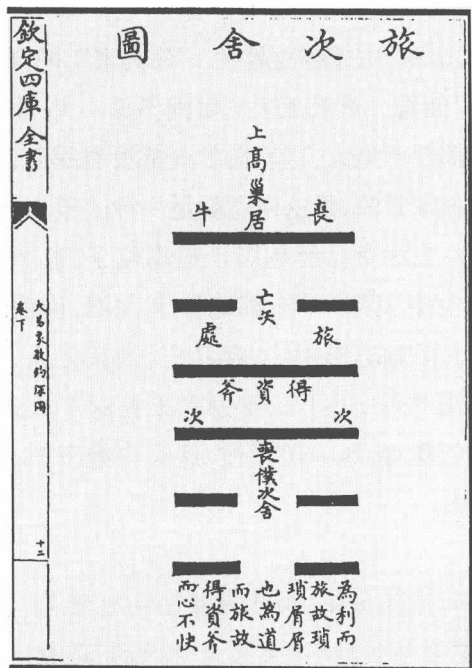 旅次舍圖
欽定四庫全書
大易象數鉤深圖
卷下
十二
上高巢居
喪牛
亡矢
旅處
得資斧
次次
喪僕次舍
為利而
旅故瑣
瑣屑屑
也為道
而旅故
得資斧
而心不快